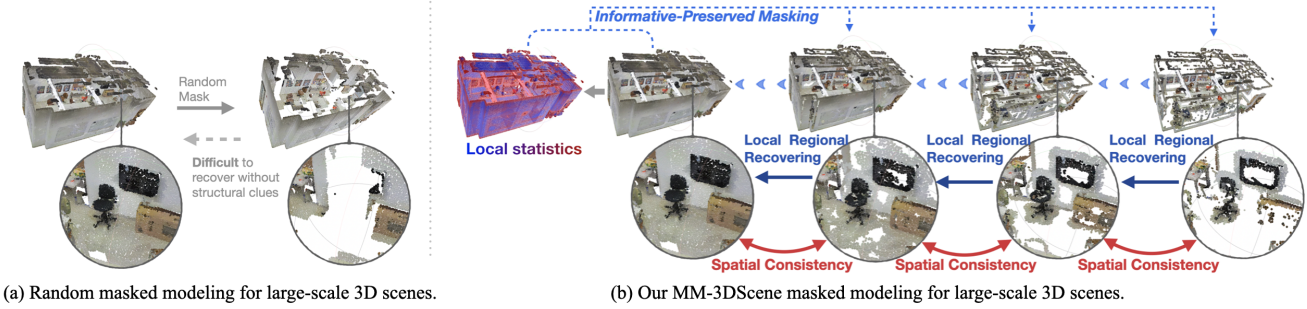 Random
Mask
Difficult to
recover without
structural clues
(a) Random masked modeling for large-scale 3D scenes.
Informative-Preserved Masking
Local statistics
Local Regional
Recovering
Local Regional
Recovering
Local Regional
Recovering
Spatial Consistency
Spatial Consistency
Spatial Consistency
(b) Our MM-3DScene masked modeling for large-scale 3D scenes.